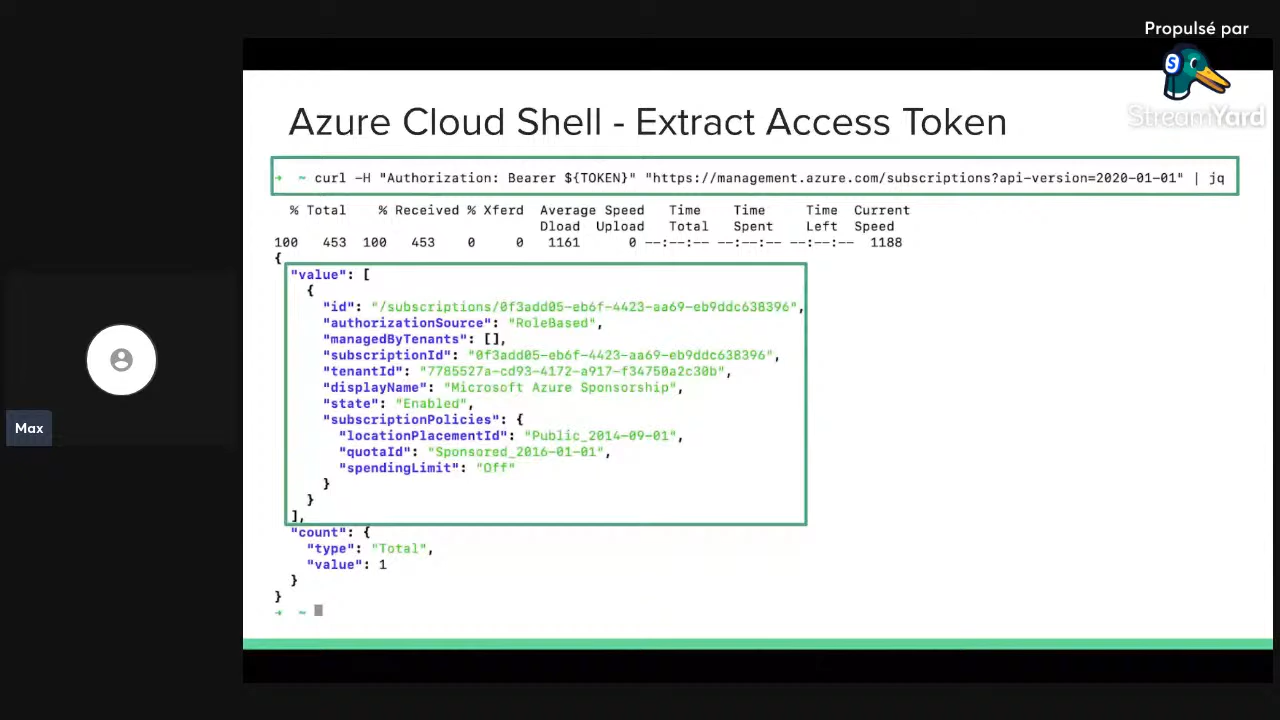 Propulsé par
StreamYard
Azure Cloud Shell - Extract Access Token
➜ ~ curl -H "Authorization: Bearer ${TOKEN}" "https://management.azure.com/subscriptions?api-version=2020-01-01" | jq
% Total % Received % Xferd Average Speed Time Time Time Current
Dload Upload Total Spent Left Speed
100 453 100 453 0 0 1161 0 --:--:-- --:--:-- --:--:-- 1188
{
"value": [
{
"id": "/subscriptions/0f3add05-eb6f-4423-aa69-eb9ddc638396",
"authorizationSource": "RoleBased",
"managedByTenants": [],
"subscriptionId": "0f3add05-eb6f-4423-aa69-eb9ddc638396",
"tenantId": "7785527a-cd93-4172-a917-f34750a2c30b",
"displayName": "Microsoft Azure Sponsorship",
"state": "Enabled",
"subscriptionPolicies": {
"locationPlacementId": "Public_2014-09-01",
"quotaId": "Sponsored_2016-01-01",
"spendingLimit": "Off"
}
}
],
"count": {
"type": "Total",
"value": 1
}
}
➜ ~
Max